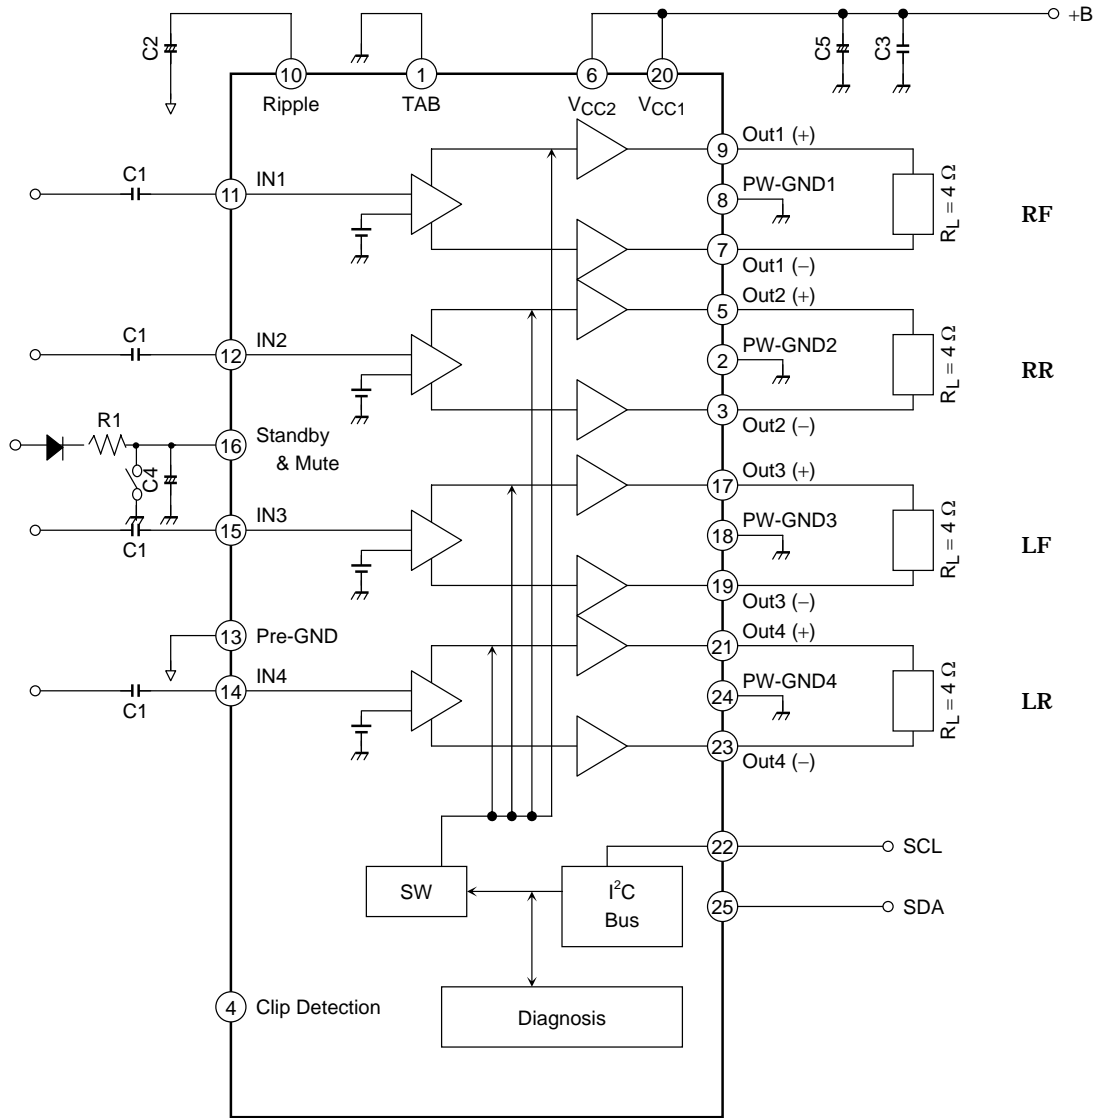 +B
C2
C5
C3
10
1
6
20
Ripple
TAB
VCC2
VCC1
Out1 (+)
9
C1
IN1
11
PW-GND1
8
RL = 4 Ω
RF
7
Out1 (−)
Out2 (+)
5
C1
IN2
12
PW-GND2
2
RL = 4 Ω
RR
3
Out2 (−)
R1
16
Standby
& Mute
C4
Out3 (+)
17
IN3
15
C1
PW-GND3
18
RL = 4 Ω
LF
19
Out3 (−)
13
Pre-GND
Out4 (+)
21
IN4
14
C1
PW-GND4
24
RL = 4 Ω
LR
23
Out4 (−)
22
SCL
SW
I²C
Bus
25
SDA
4
Clip Detection
Diagnosis